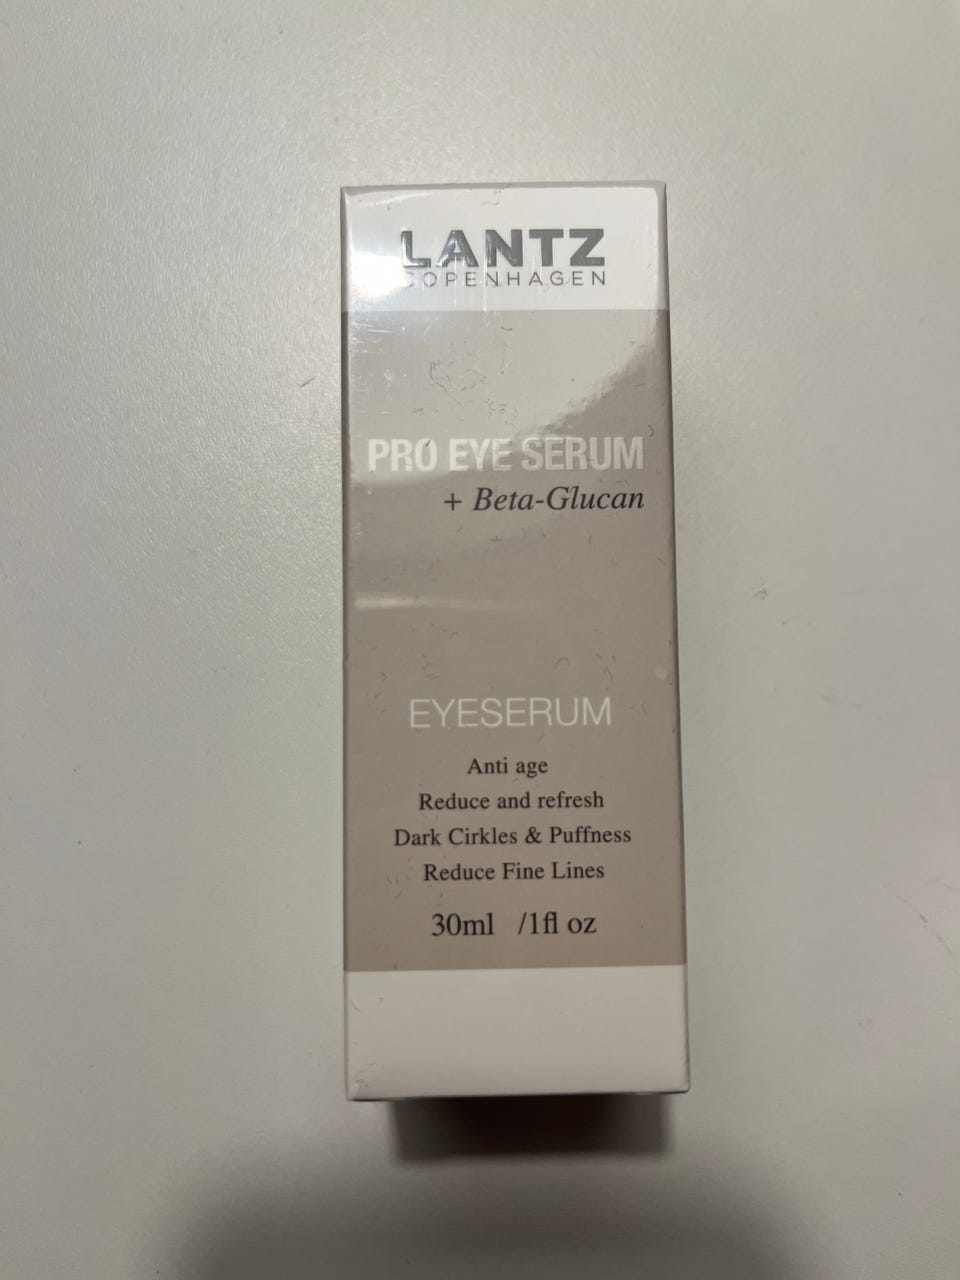 LANTZ
COPENHAGEN
PRO EYE SERUM
+ Beta-Glucan
EYESERUM
Anti age
Reduce and refresh
Dark Cirkles & Puffness
Reduce Fine Lines
30ml /1fl oz